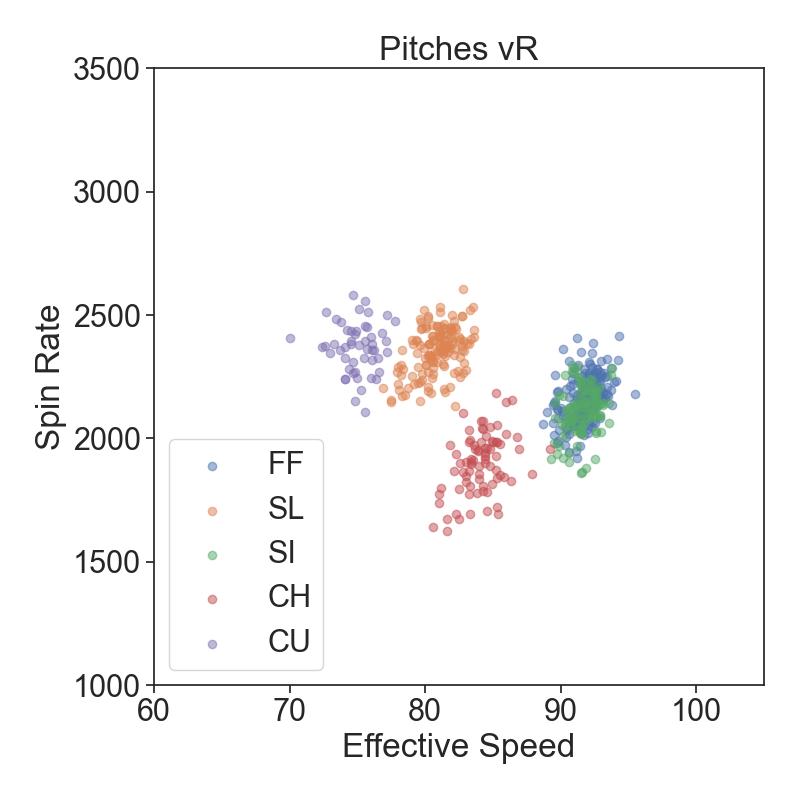 Pitches vR
3500
3000
2500
2000
1500
1000
Spin Rate
FF
SL
SI
CH
CU
60 70 80 90 100
Effective Speed